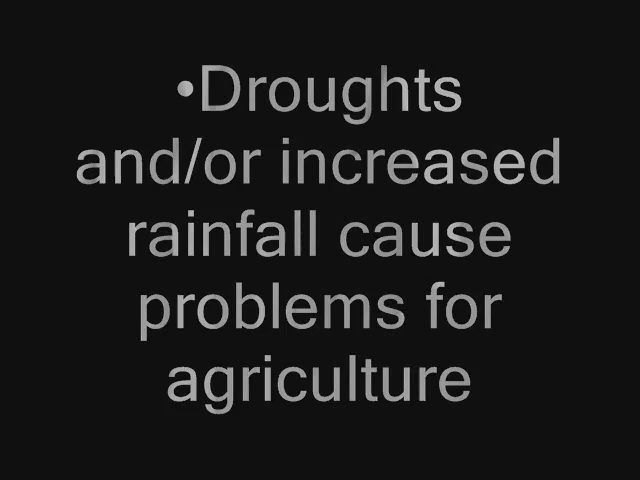 •Droughts
and/or increased
rainfall cause
problems for
agriculture